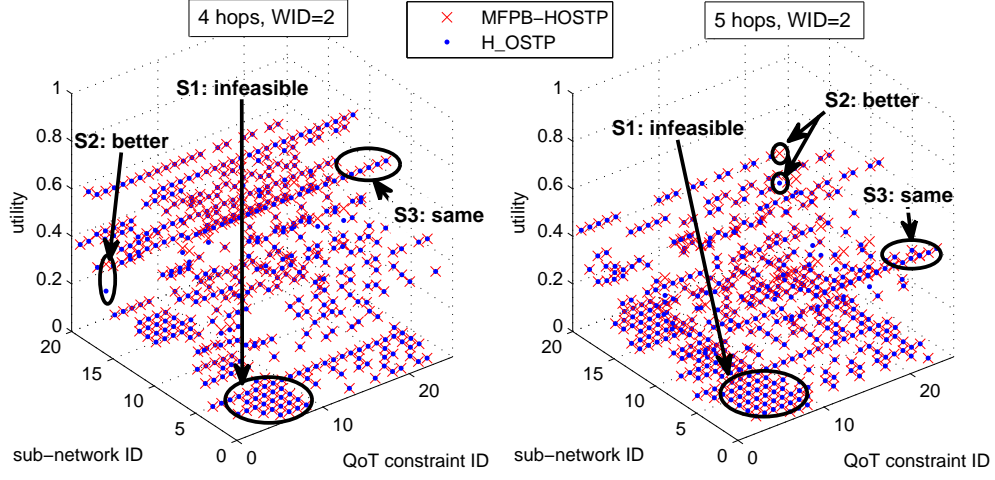 4 hops, WID=2
MFPB−HOSTP
H_OSTP
5 hops, WID=2
S1: infeasible
S2: better
S3: same
utility
1
0.8
0.6
0.4
0.2
0
20
15
10
5
0
0
10
20
sub−network ID
QoT constraint ID
S2: better
S1: infeasible
S3: same
utility
1
0.8
0.6
0.4
0.2
0
20
15
10
5
0
0
10
20
sub−network ID
QoT constraint ID